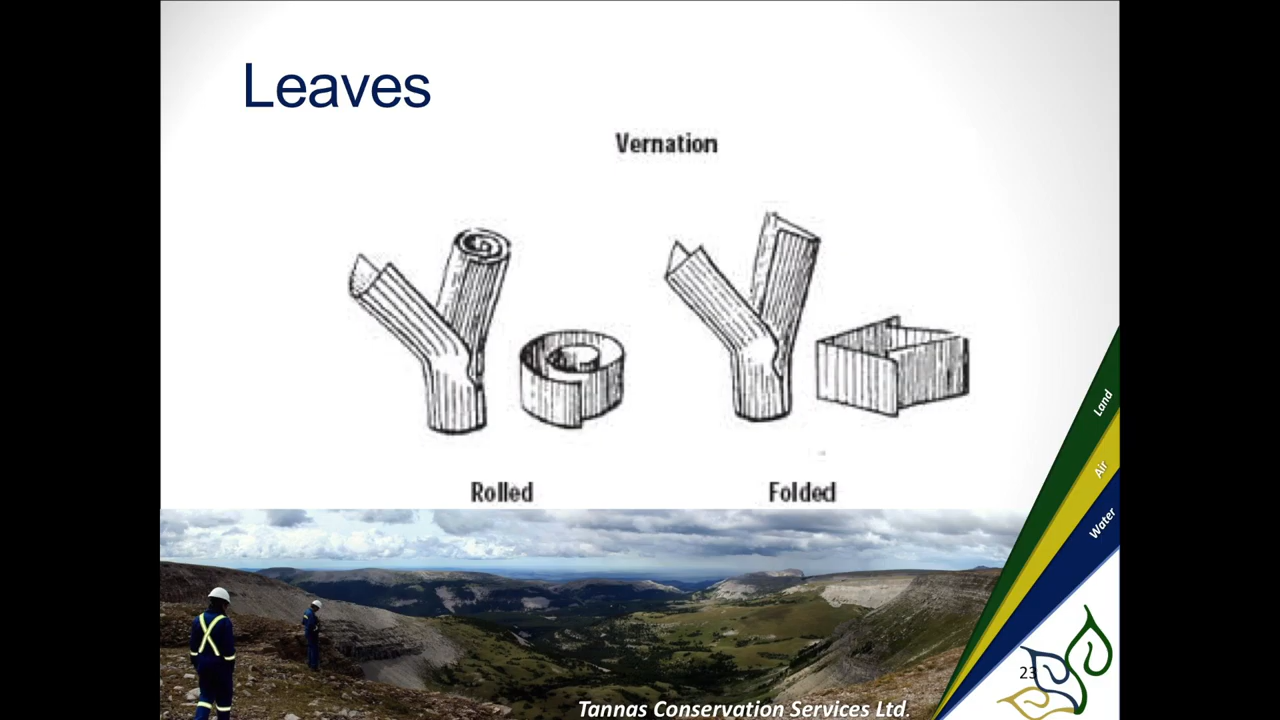 Leaves
Vernation
Rolled
Folded
Land
Air
Water
23
Tannas Conservation Services Ltd.